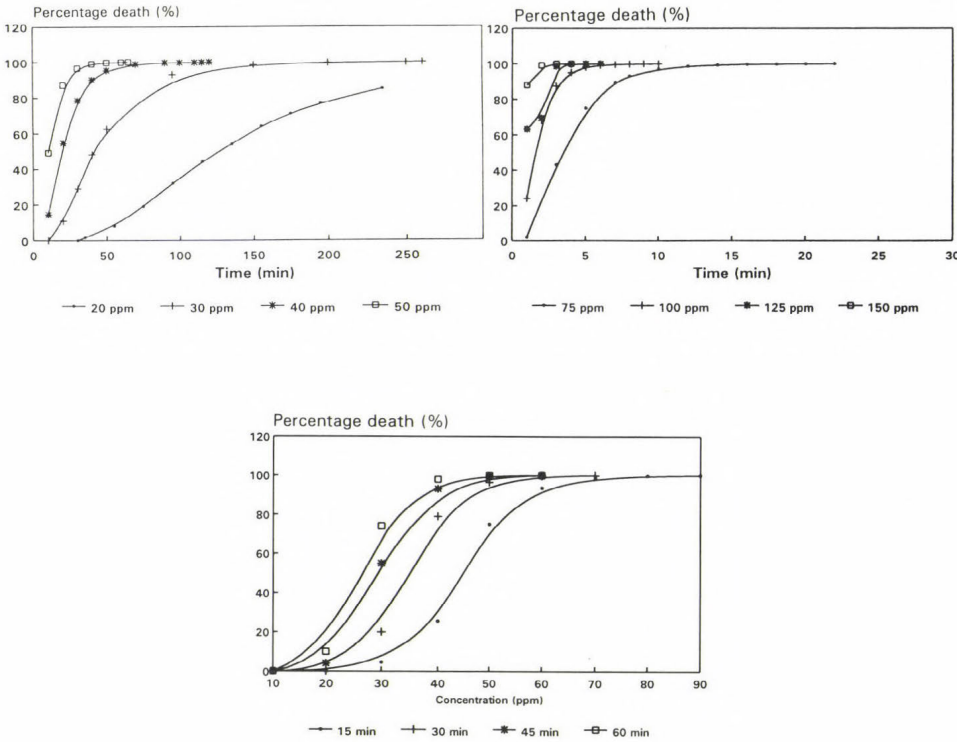 Percentage death (%)
120
100
80
60
40
20
0
0 50 100 150 200 250
Time (min)
20 ppm 30 ppm 40 ppm 50 ppm
Percentage death (%)
120
100
80
60
40
20
0
0 5 10 15 20 25 30
Time (min)
75 ppm 100 ppm 125 ppm 150 ppm
Percentage death (%)
120
100
80
60
40
20
0
10 20 30 40 50 60 70 80 90
Concentration (ppm)
15 min 30 min 45 min 60 min